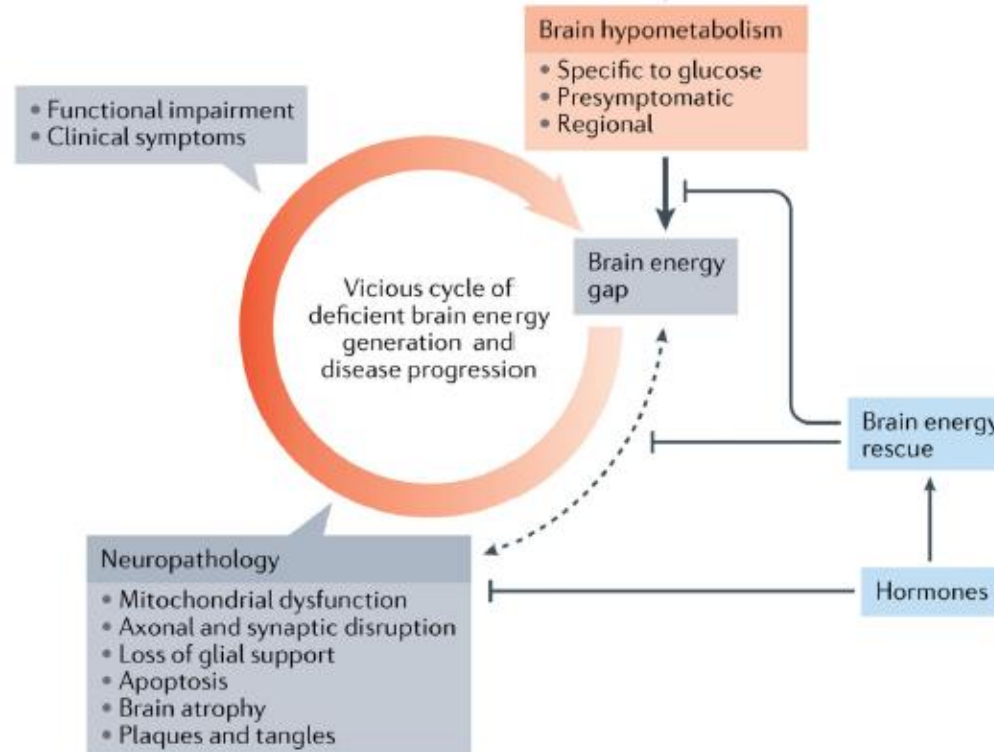 Brain hypometabolism
• Specific to glucose
• Presymptomatic
• Regional
• Functional impairment
• Clinical symptoms
Brain energy
gap
Vicious cycle of
deficient brain energy
generation and
disease progression
Brain energy
rescue
Hormones
Neuropathology
• Mitochondrial dysfunction
• Axonal and synaptic disruption
• Loss of glial support
• Apoptosis
• Brain atrophy
• Plaques and tangles